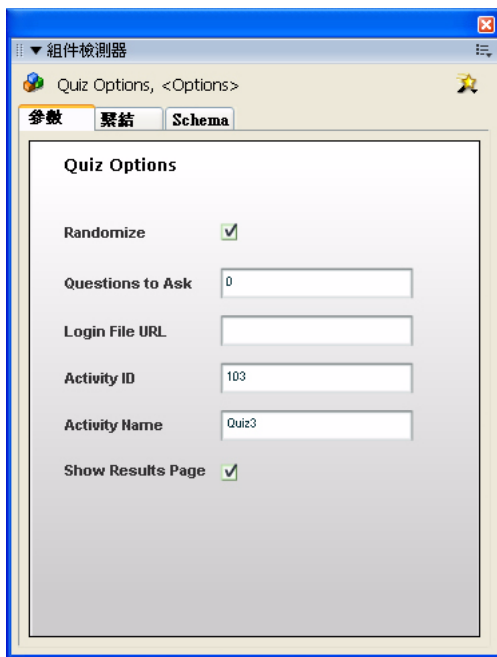 組件檢測器
Quiz Options, <Options>
參數 緊結 Schema
Quiz Options
Randomize
Questions to Ask 0
Login File URL
Activity ID 103
Activity Name Quiz3
Show Results Page